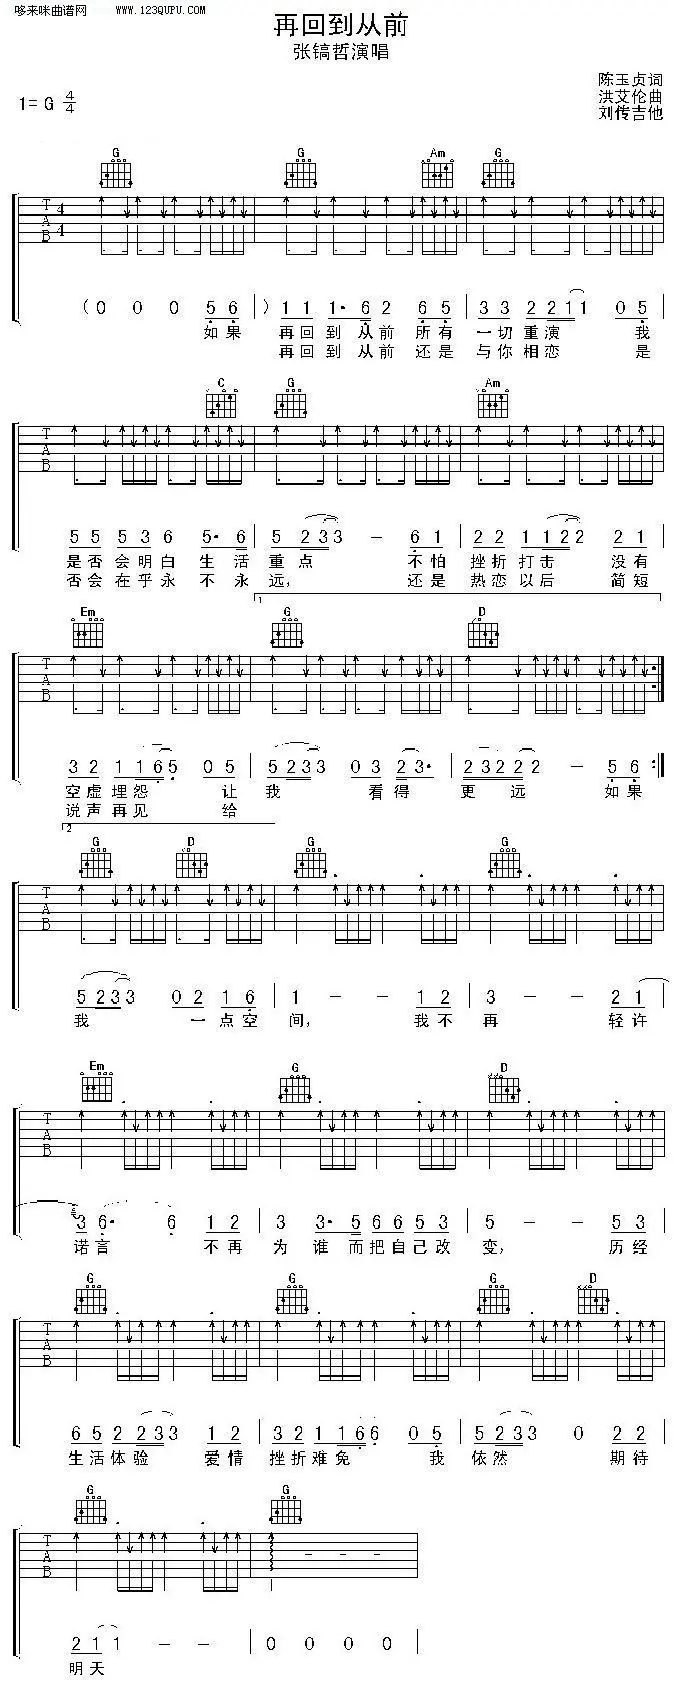 哆来咪曲谱网 www.123QUPU.com
再回到从前
张镐哲演唱
陈玉贞词
1= G 4/4
洪艾伦曲
刘传吉他
G G Am G
T A B 4/4
( 0 0 0 5 6 | ) 1 1 1· 6 2 6 5 | 3 3 2 2 1 1 0 5
如果 再回到 从前 所有 一切重演 我
再回到 从前 还是 与你相恋 是
C G Am
T A B
5 5 5 3 6 5· 6 | 5 2 3 3 - 6 1 | 2 2 1 1 2 2 2 1
是否会明白 生活 重点 不怕 挫折打击 没有
否会在乎永 不永 远, 还是 热恋以后 简短
Em 1. G D
T A B
3 2 1 1 6 5 0 5 | 5 2 3 3 0 3 2 3· | 2 3 2 2 2 - 5 6 :|
空虚埋怨 让 我 看得 更远 如果
说声再见 给
2.
G D G G
T A B
5 2 3 3 0 2 1 6 | 1 - - 1 2 | 3 - - 2 1
我 一点空 间, 我不 再 轻许
Em G D
T A B
3 6· 6 1 2 | 3 3· 5 6 6 5 3 | 5 - - 5 3
诺言 不再 为谁而把自己改 变, 历经
G G G D
T A B
6 5 2 2 3 3 1 2 | 3 2 1 1 6 6 0 5 | 5 2 3 3 0 2 2
生活体验 爱情 挫折难免 我 依然 期待
G G
T A B
2 1 1 - - | 0 0 0 0
明天